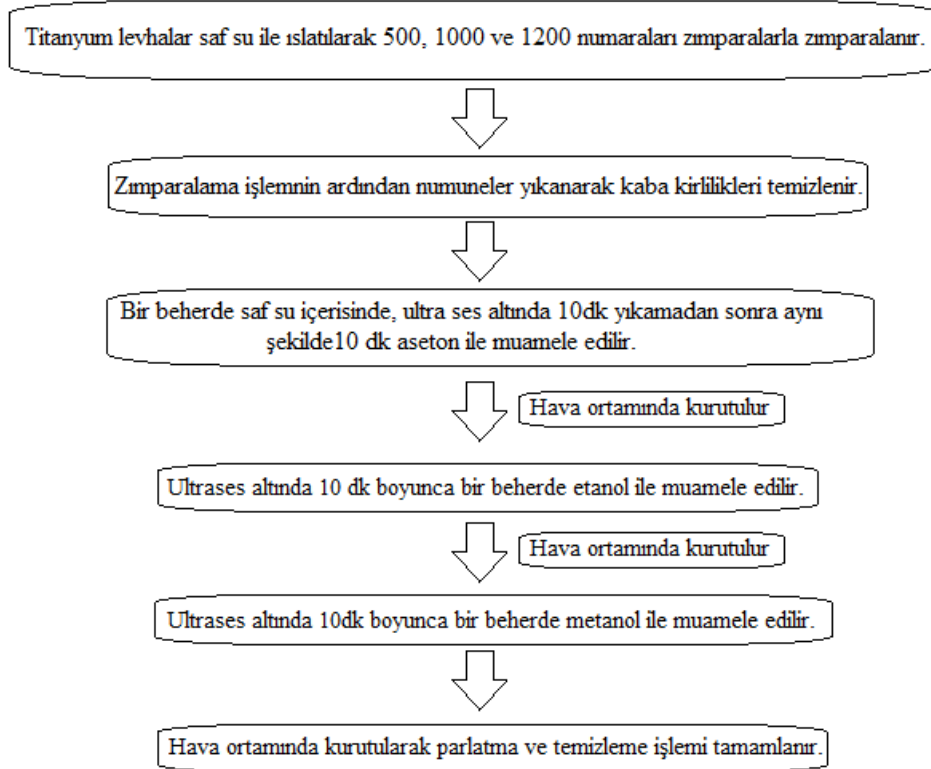 Titanyum levhalar saf su ile ıslatılarak 500, 1000 ve 1200 numaraları zımparalarla zımparalanır.
Zımparalama işlemnin ardından numuneler yıkanarak kaba kirlilikleri temizlenir.
Bir beherde saf su içerisinde, ultra ses altında 10dk yıkamadan sonra aynı
şekilde10 dk aseton ile muamele edilir.
Hava ortamında kurutulur
Ultrases altında 10 dk boyunca bir beherde etanol ile muamele edilir.
Hava ortamında kurutulur
Ultrases altında 10dk boyunca bir beherde metanol ile muamele edilir.
Hava ortamında kurutularak parlatma ve temizleme işlemi tamamlanır.